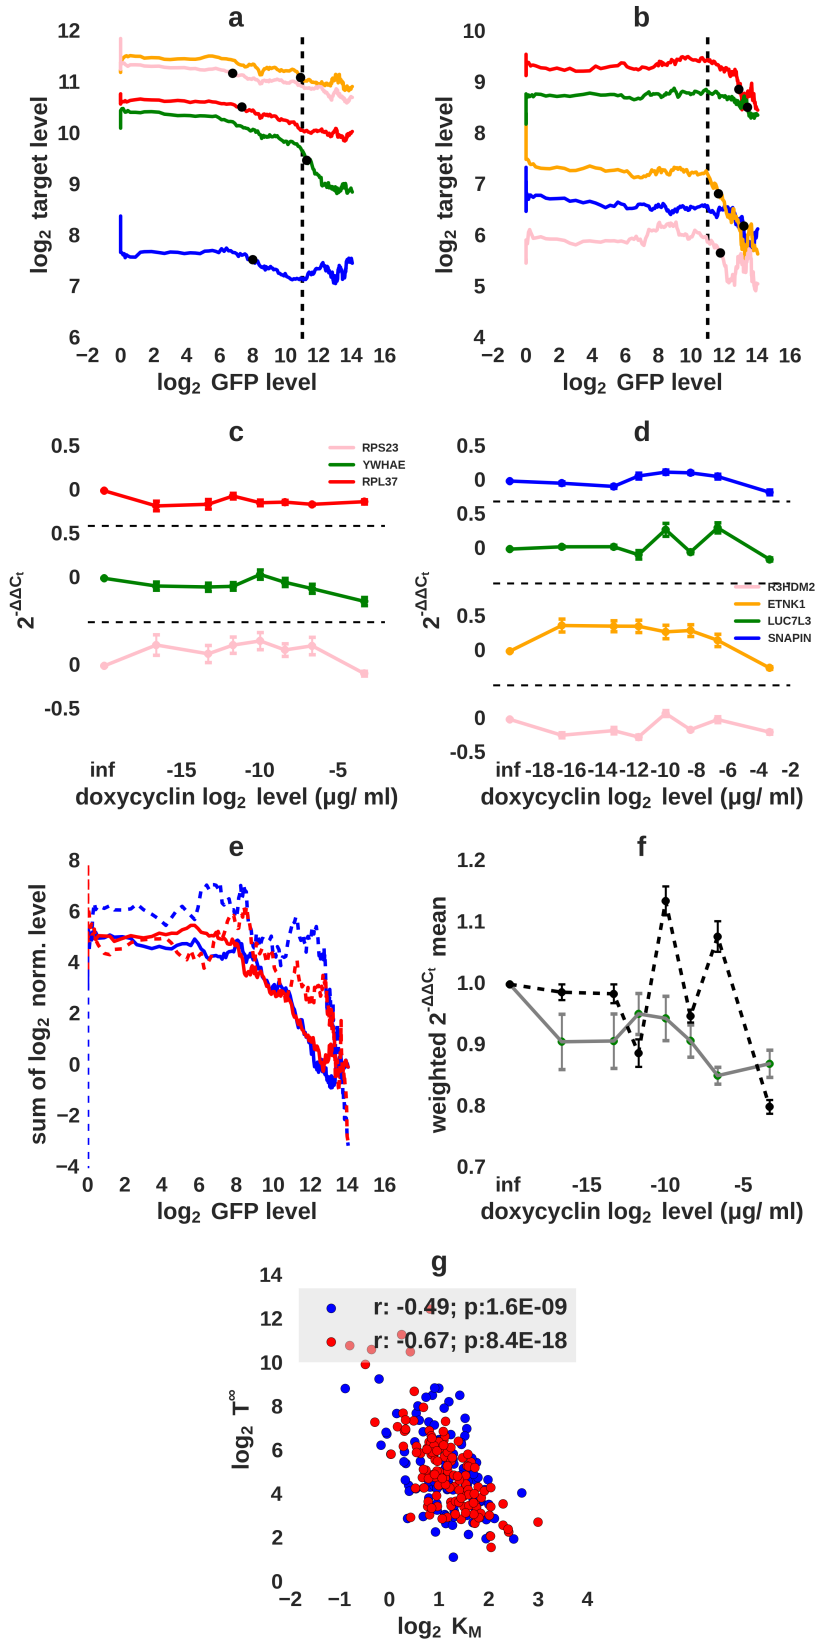 a
12
11
10
9
8
7
6
log2 target level
−2 0 2 4 6 8 10 12 14 16
log2 GFP level
b
10
9
8
7
6
5
4
log2 target level
−2 0 2 4 6 8 10 12 14 16
log2 GFP level
c
0.5
0
0.5
0
0
-0.5
2-ΔΔCt
RPS23
YWHAE
RPL37
inf -15 -10 -5
doxycyclin log2 level (μg/ ml)
d
0.5
0
0.5
0
0.5
0
0
-0.5
2-ΔΔCt
R3HDM2
ETNK1
LUC7L3
SNAPIN
inf -18 -16 -14 -12 -10 -8 -6 -4 -2
doxycyclin log2 level (μg/ ml)
e
8
6
4
2
0
−2
−4
sum of log2 norm. level
0 2 4 6 8 10 12 14 16
log2 GFP level
f
1.2
1.1
1.0
0.9
0.8
0.7
weighted 2-ΔΔCt mean
inf -15 -10 -5
doxycyclin log2 level (μg/ ml)
g
14
12
10
8
6
4
2
0
log2 T∞
r: -0.49; p:1.6E-09
r: -0.67; p:8.4E-18
−2 −1 0 1 2 3 4
log2 KM